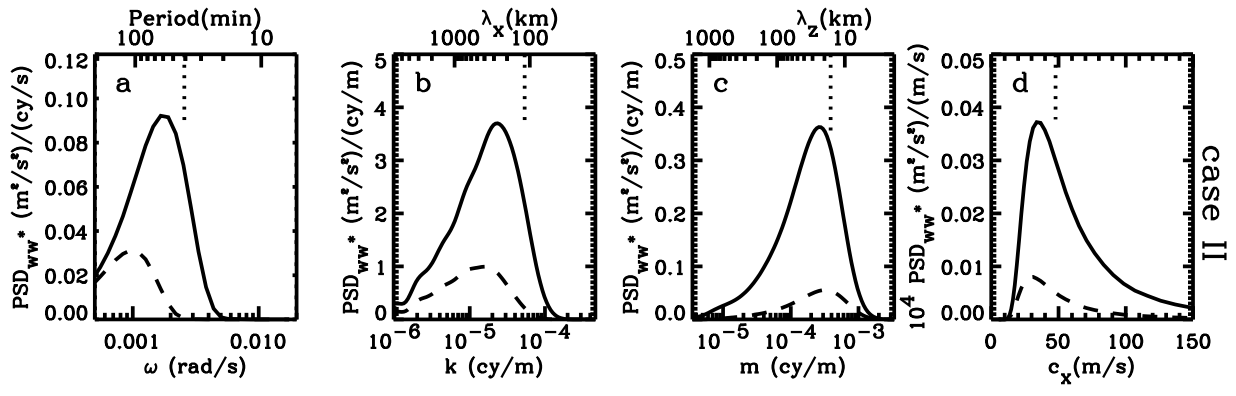 Period(min)
100 10
0.12
0.10
0.08
0.06
0.04
0.02
0.00
PSDww* (m²/s²)/(cy/s)
a
0.001 0.010
ω (rad/s)
λx(km)
1000 100
5
4
3
2
1
0
PSDww* (m²/s²)/(cy/m)
b
10⁻⁶ 10⁻⁵ 10⁻⁴
k (cy/m)
λz(km)
1000 100 10
0.5
0.4
0.3
0.2
0.1
0.0
PSDww* (m²/s²)/(cy/m)
c
10⁻⁵ 10⁻⁴ 10⁻³
m (cy/m)
0.05
0.04
0.03
0.02
0.01
0.00
10⁴ PSDww* (m²/s²)/(m/s)
d
0 50 100 150
cx(m/s)
case II